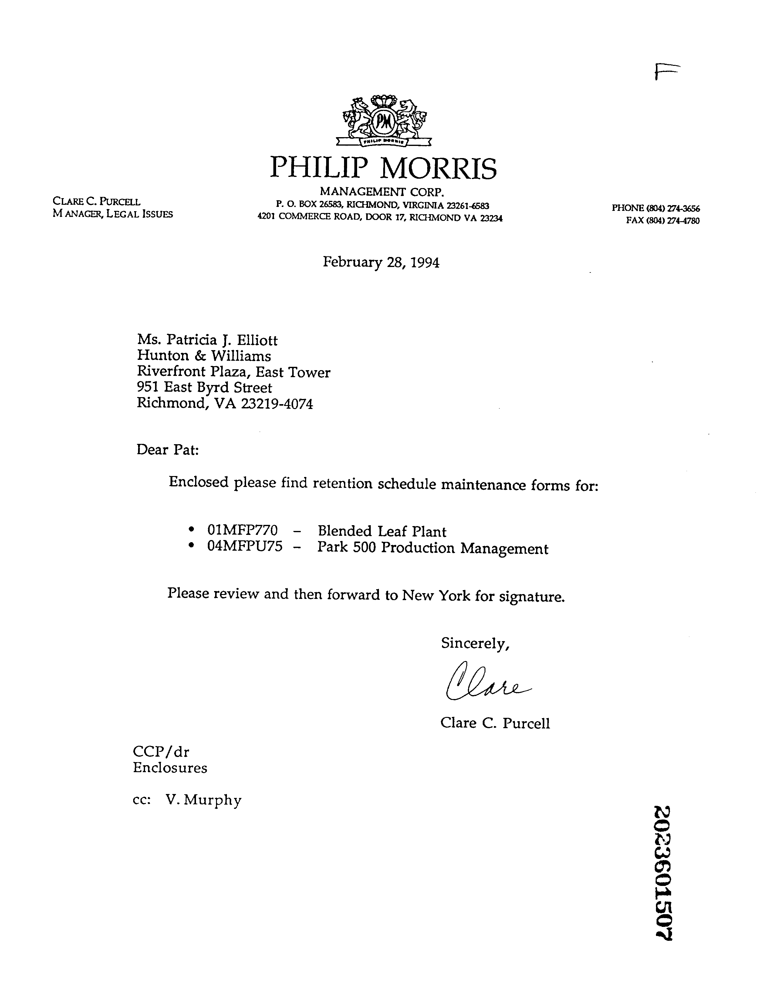 F
PM
PHILIP MORRIS
PHILIP MORRIS
MANAGEMENT CORP.
CLARE C. PURCELL
MANAGER, LEGAL ISSUES
P. O. BOX 26583, RICHMOND, VIRGINIA 23261-6583
4201 COMMERCE ROAD, DOOR 17, RICHMOND VA 23234
PHONE (804) 274-3656
FAX (804) 274-4780
February 28, 1994
Ms. Patricia J. Elliott
Hunton & Williams
Riverfront Plaza, East Tower
951 East Byrd Street
Richmond, VA 23219-4074
Dear Pat:
Enclosed please find retention schedule maintenance forms for:
• 01MFP770 – Blended Leaf Plant
• 04MFPU75 – Park 500 Production Management
Please review and then forward to New York for signature.
Sincerely,
Clare
Clare C. Purcell
CCP/dr
Enclosures
cc: V. Murphy
2023601507